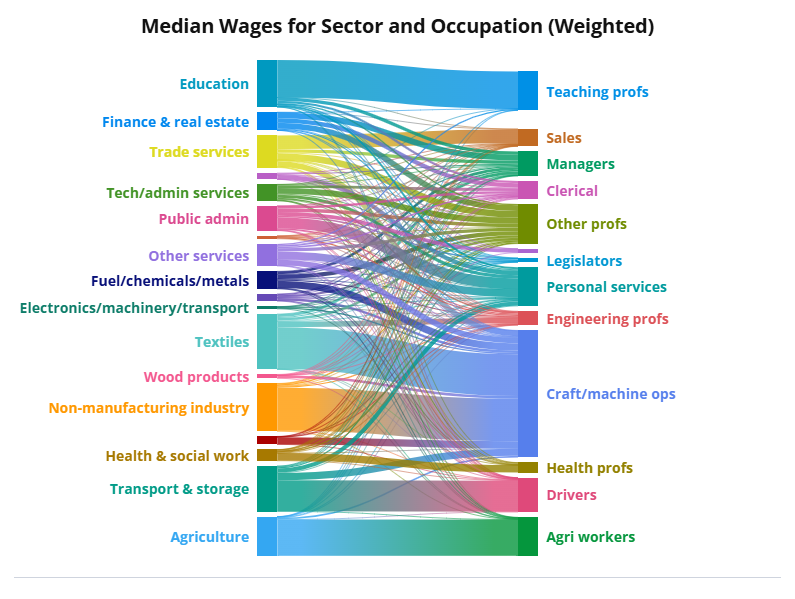 Median Wages for Sector and Occupation (Weighted)
Education
Finance & real estate
Trade services
Tech/admin services
Public admin
Other services
Fuel/chemicals/metals
Electronics/machinery/transport
Textiles
Wood products
Non-manufacturing industry
Health & social work
Transport & storage
Agriculture
Teaching profs
Sales
Managers
Clerical
Other profs
Legislators
Personal services
Engineering profs
Craft/machine ops
Health profs
Drivers
Agri workers